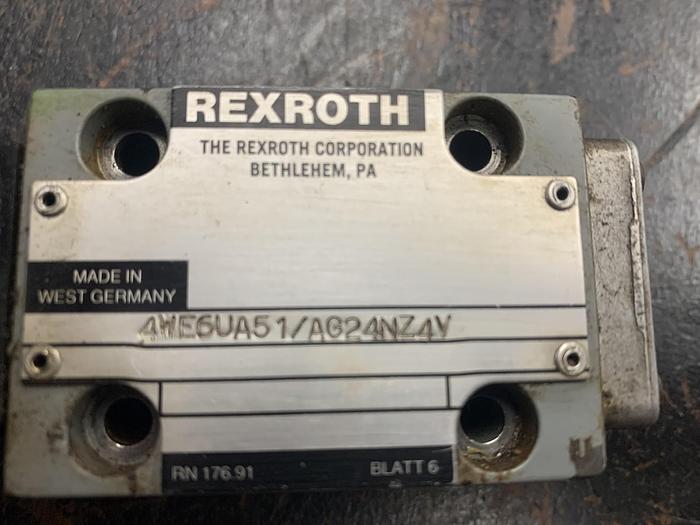 REXROTH
THE REXROTH CORPORATION
BETHLEHEM, PA
MADE IN
WEST GERMANY
4WE6UA51/AG24NZ4V
RN 176.91 BLATT 6